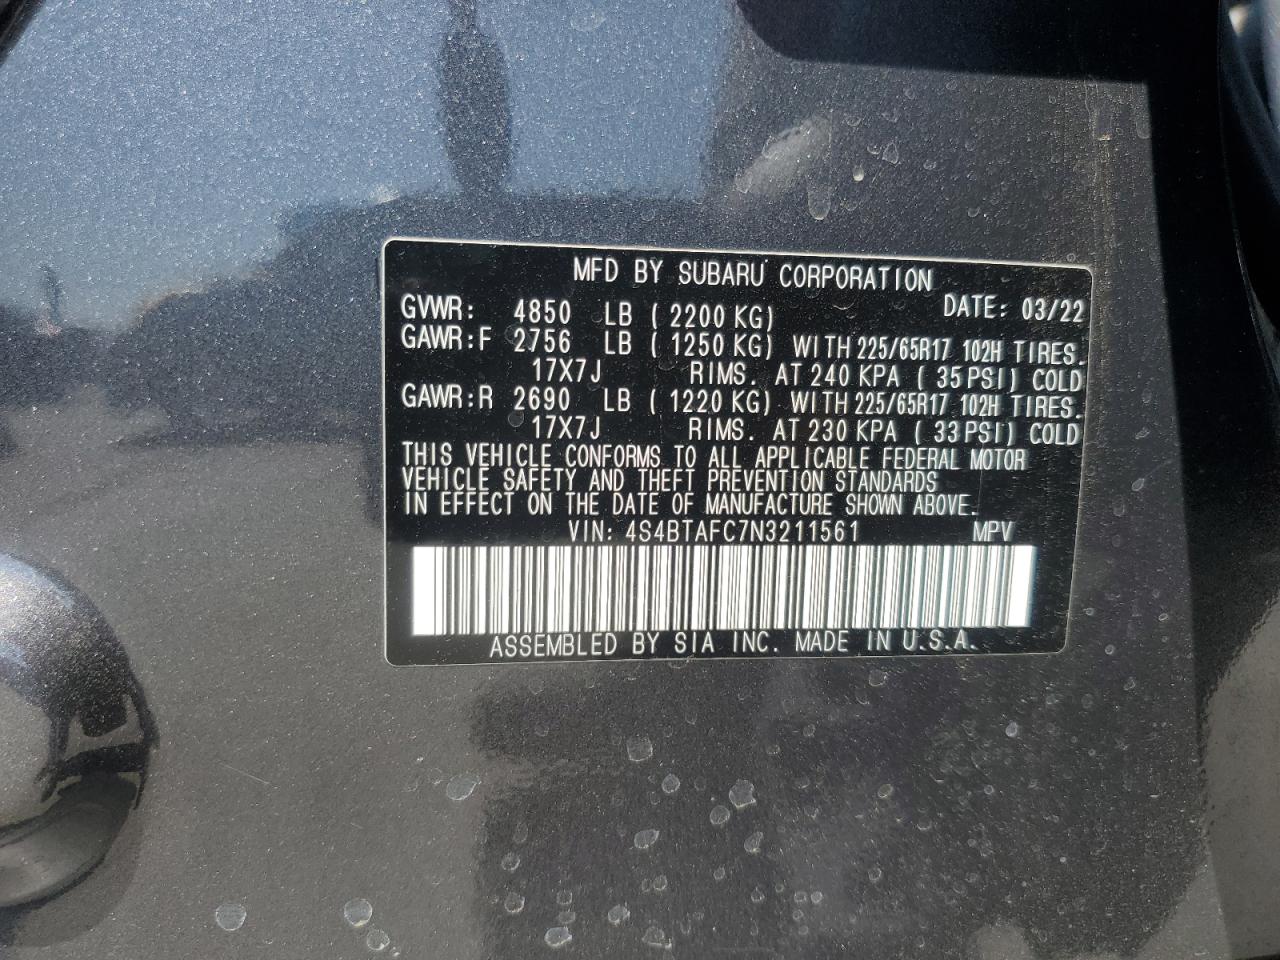 MFD BY SUBARU CORPORATION
GVWR: 4850 LB ( 2200 KG) DATE: 03/22
GAWR:F 2756 LB ( 1250 KG) WITH 225/65R17 102H TIRES.
17X7J RIMS. AT 240 KPA ( 35 PSI) COLD
GAWR:R 2690 LB ( 1220 KG) WITH 225/65R17 102H TIRES.
17X7J RIMS. AT 230 KPA ( 33 PSI) COLD
THIS VEHICLE CONFORMS TO ALL APPLICABLE FEDERAL MOTOR
VEHICLE SAFETY AND THEFT PREVENTION STANDARDS
IN EFFECT ON THE DATE OF MANUFACTURE SHOWN ABOVE.
VIN: 4S4BTAFC7N3211561 MPV
ASSEMBLED BY SIA INC. MADE IN U.S.A.